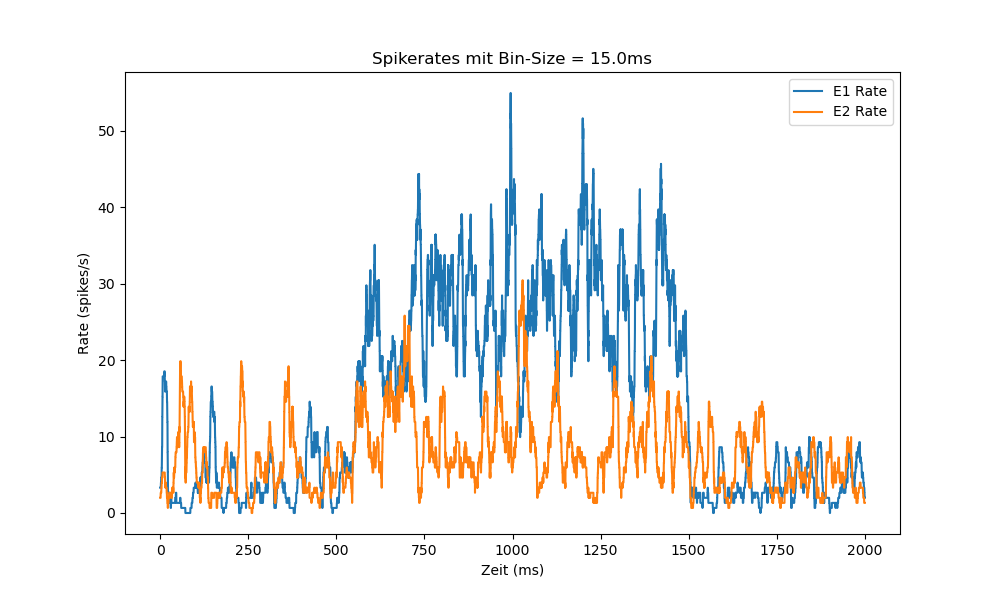 Spikerates mit Bin-Size = 15.0ms
E1 Rate
E2 Rate
Rate (spikes/s)
50
40
30
20
10
0
0 250 500 750 1000 1250 1500 1750 2000
Zeit (ms)